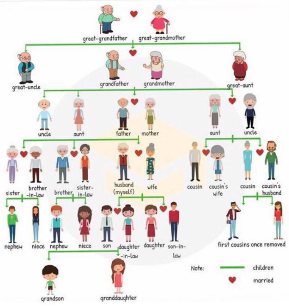 great-grandfather great-grandmother
great-uncle grandfather grandmother great-aunt
uncle aunt father mother aunt uncle
sister brother-in-law brother sister-in-law husband (myself) wife cousin cousin's wife cousin cousin's husband
nephew niece nephew niece son daughter-in-law daughter son-in-law first cousins once removed
grandson granddaughter
Note: children
married